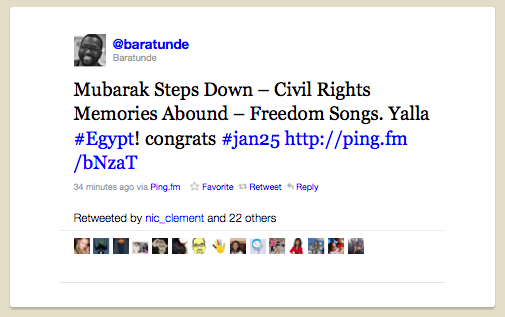 @baratunde
Baratunde
Mubarak Steps Down – Civil Rights
Memories Abound – Freedom Songs. Yalla
#Egypt! congrats #jan25 http://ping.fm
/bNzaT
34 minutes ago via Ping.fm Favorite Retweet Reply
Retweeted by nic_clement and 22 others